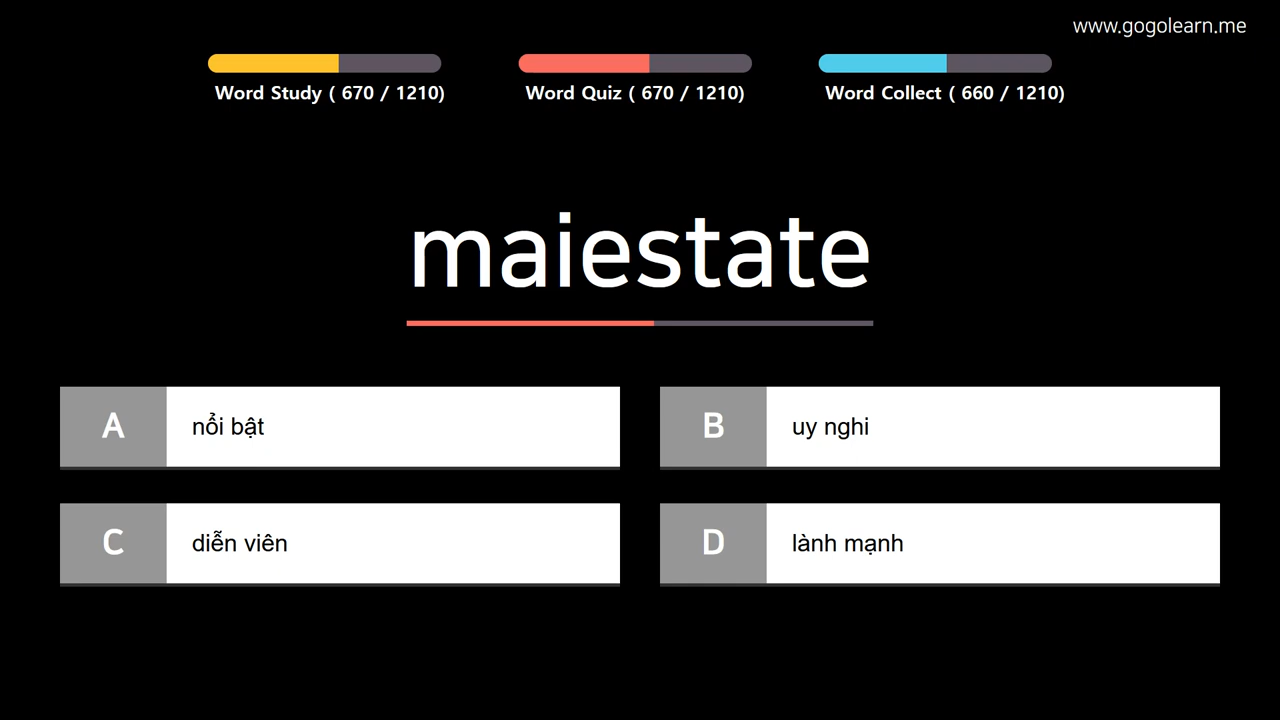 www.gogolearn.me
Word Study ( 670 / 1210)
Word Quiz ( 670 / 1210)
Word Collect ( 660 / 1210)
maiestate
A
nổi bật
B
uy nghi
C
diễn viên
D
lành mạnh